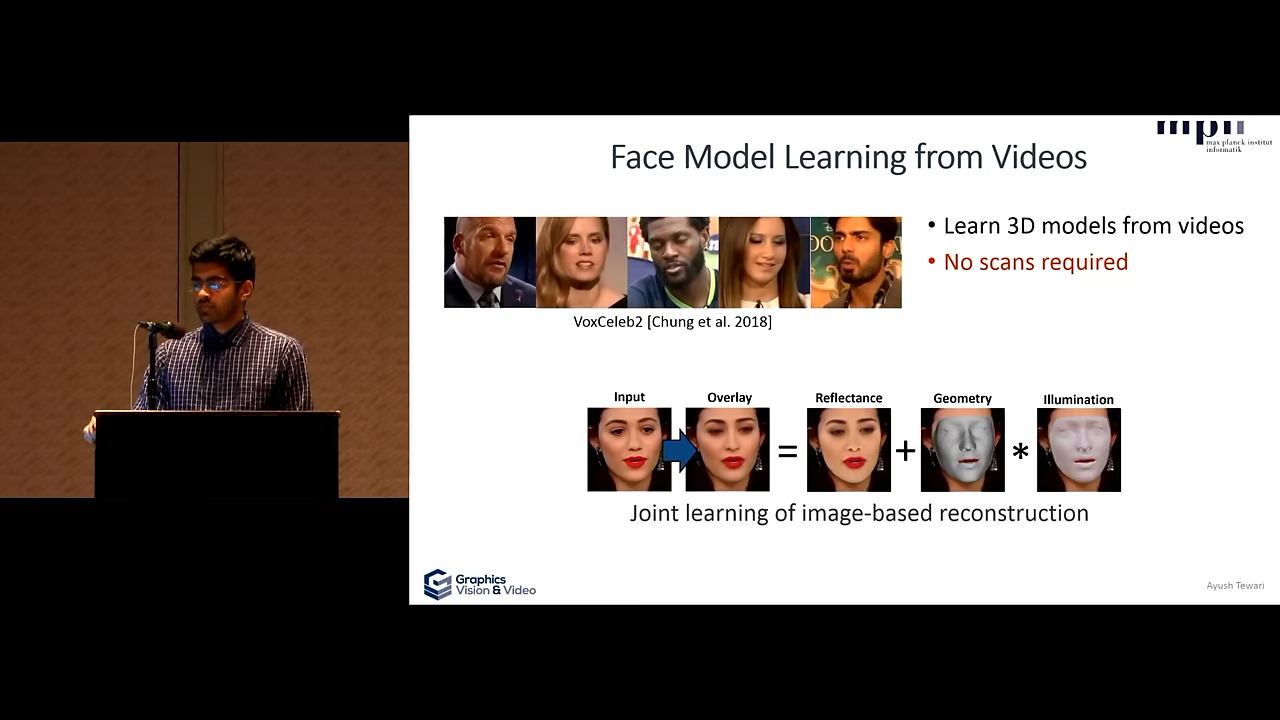 mpii
max planck institut
informatik
Face Model Learning from Videos
• Learn 3D models from videos
• No scans required
VoxCeleb2 [Chung et al. 2018]
Input
Overlay
Reflectance
Geometry
Illumination
= + *
Joint learning of image-based reconstruction
Graphics
Vision & Video
Ayush Tewari